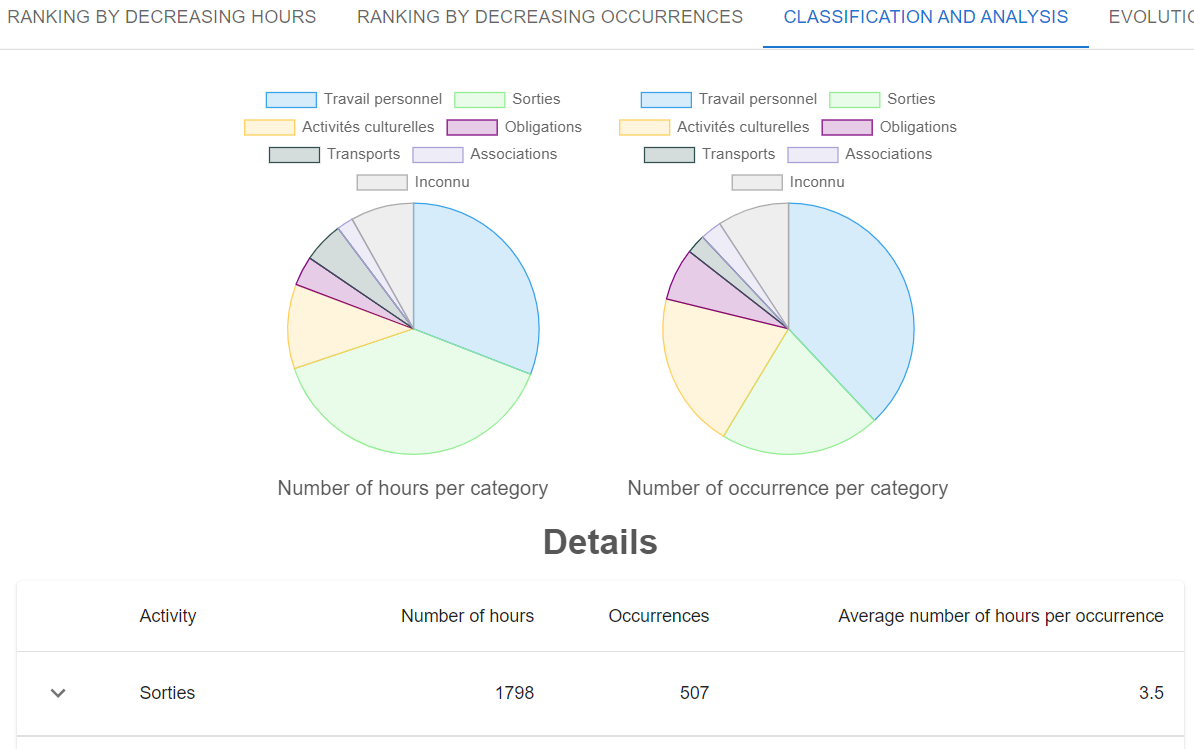 RANKING BY DECREASING HOURS RANKING BY DECREASING OCCURRENCES CLASSIFICATION AND ANALYSIS EVOLUTIO
Travail personnel Sorties
Activités culturelles Obligations
Transports Associations
Inconnu
Number of hours per category
Travail personnel Sorties
Activités culturelles Obligations
Transports Associations
Inconnu
Number of occurrence per category
Details
Activity Number of hours Occurrences Average number of hours per occurrence
Sorties 1798 507 3.5